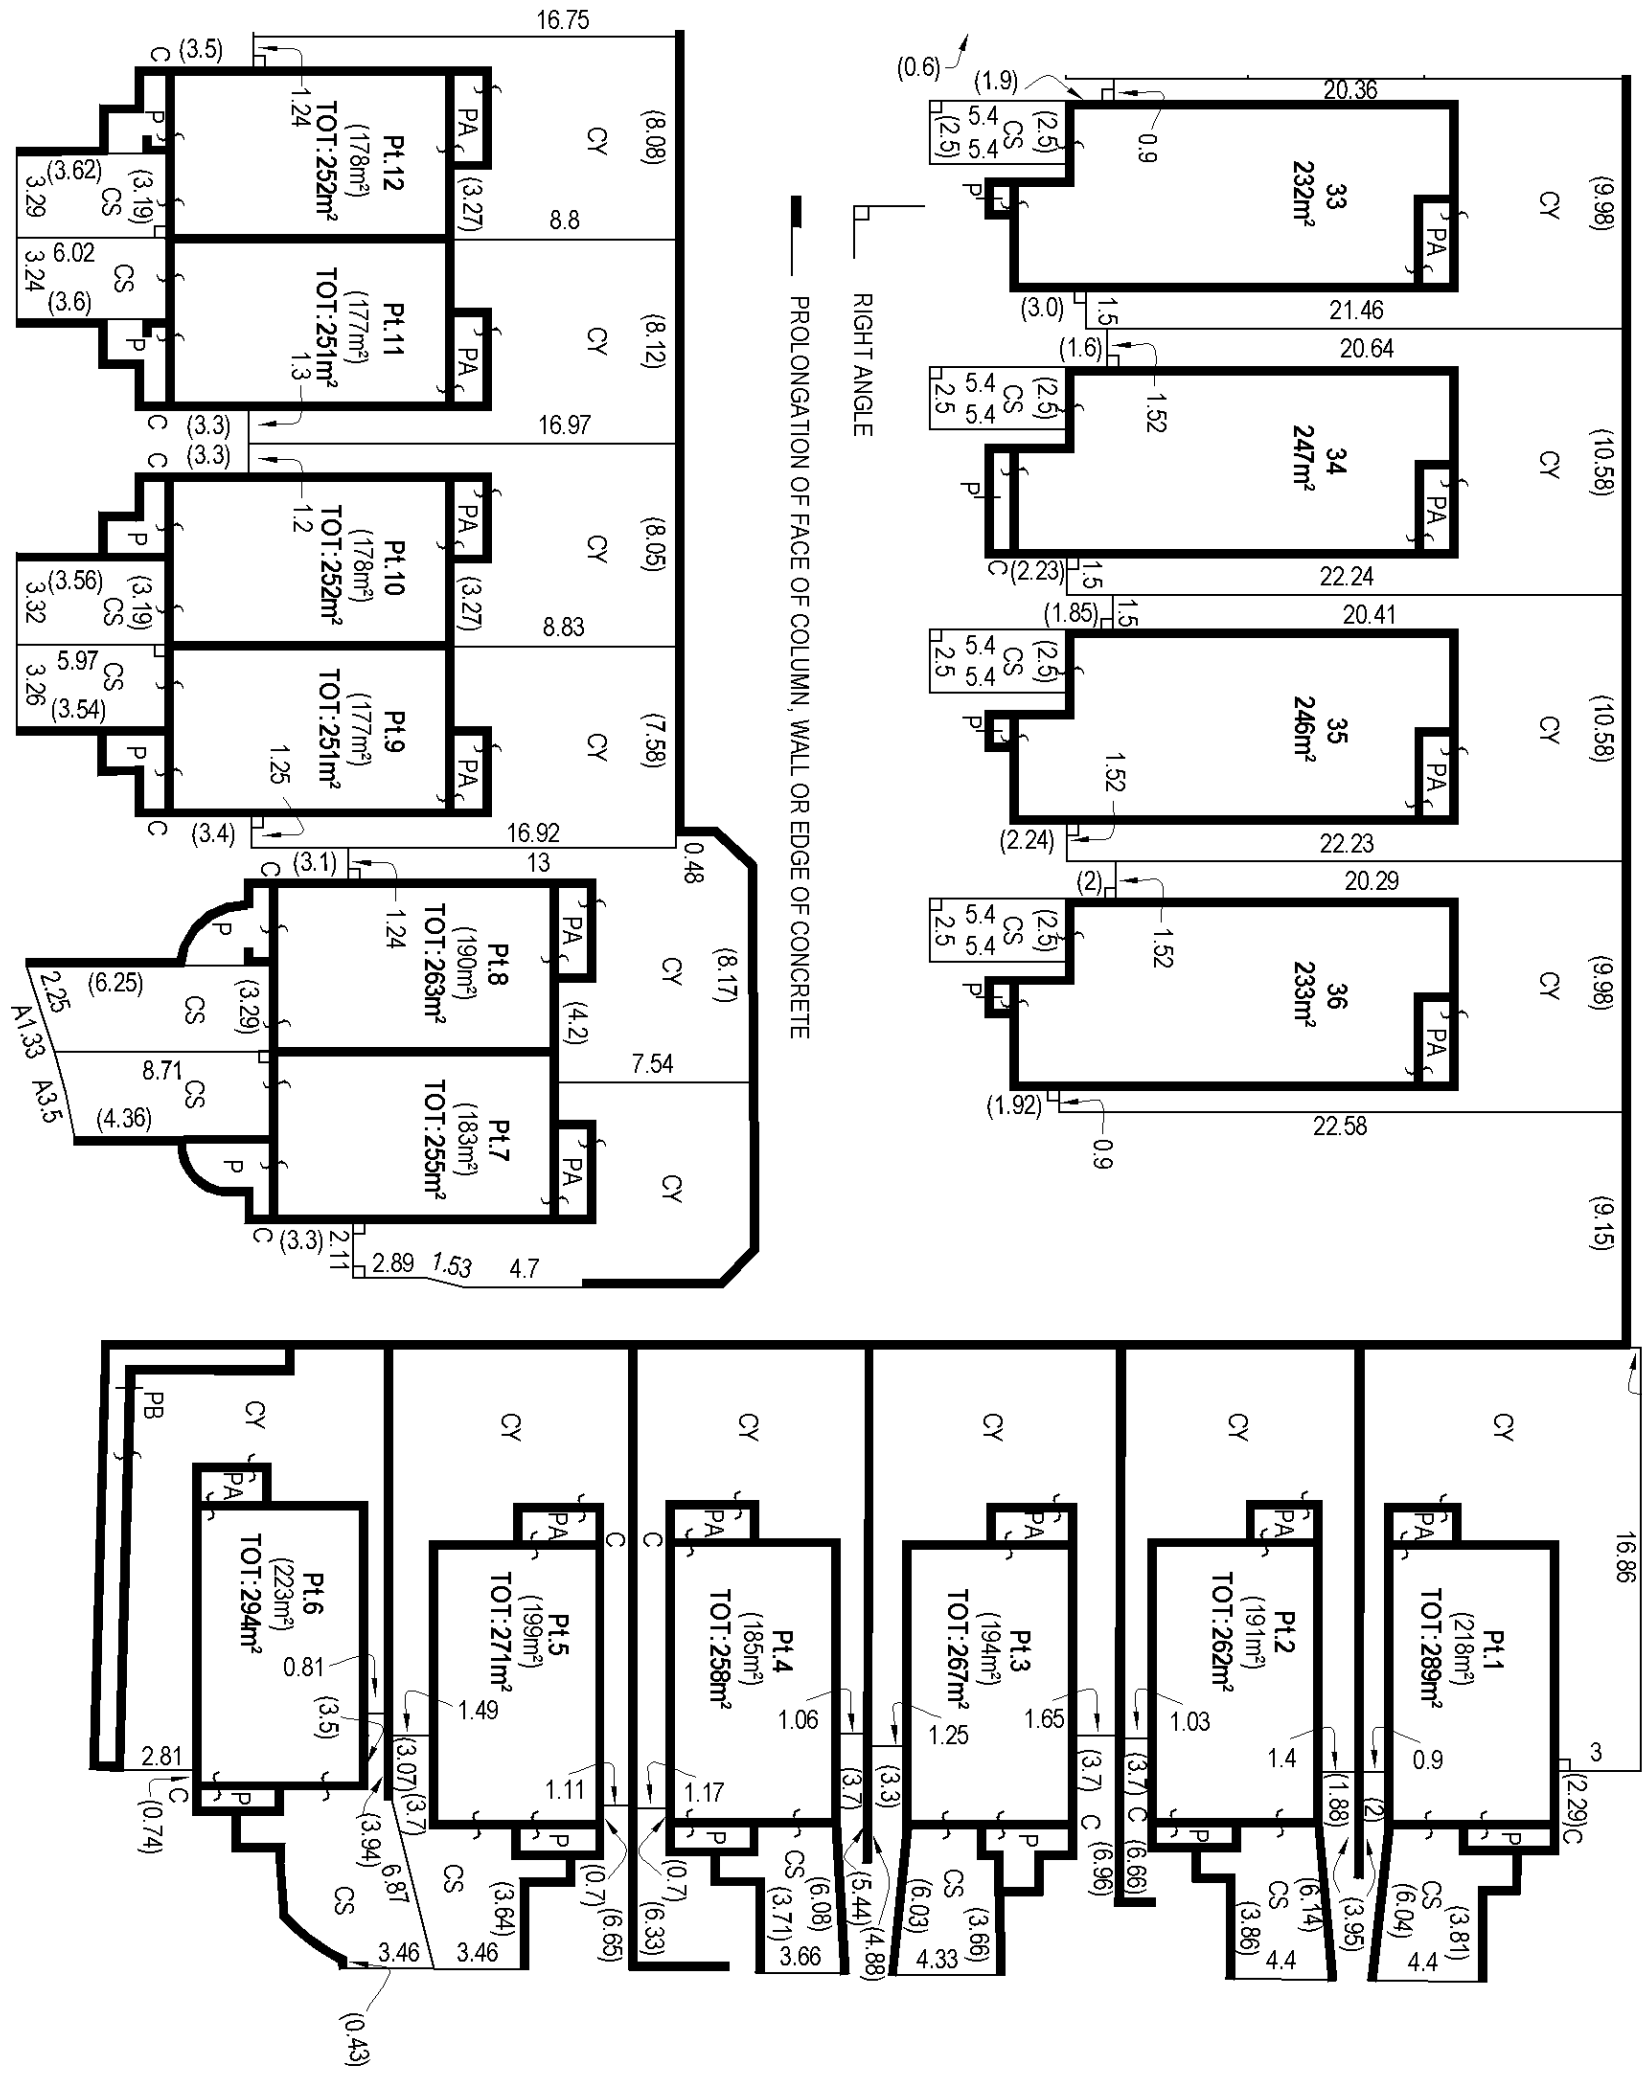 16.75
C
(3.5)
1.24
P
PA
CY
(8.08)
Pt.12
(178m²)
TOT:252m²
(3.62)
3.29
CS
(3.19)
(3.27)
8.8
6.02
3.24
(3.6)
CS
P
Pt.11
(177m²)
TOT:251m²
1.3
PA
CY
(8.12)
C
(3.3)
16.97
C
(3.3)
1.2
P
PA
CY
(8.05)
Pt.10
(178m²)
TOT:252m²
(3.56)
3.32
CS
(3.19)
(3.27)
8.83
5.97
3.26
(3.54)
CS
P
Pt.9
(177m²)
TOT:251m²
1.25
PA
CY
(7.58)
C
(3.4)
16.92
0.48
(3.1)
13
C
1.24
P
PA
CY
(8.17)
Pt.8
(190m²)
TOT:263m²
(6.25)
2.25
A1.33
CS
(3.29)
(4.2)
7.54
8.71
A3.5
CS
(4.36)
P
Pt.7
(183m²)
TOT:255m²
PA
CY
C
(3.3)
2.11
2.89
1.53
4.7
RIGHT ANGLE
PROLONGATION OF FACE OF COLUMN, WALL OR EDGE OF CONCRETE
(0.6)
(1.9)
20.36
0.9
5.4
(2.5)
CS
5.4
(2.5)
P
33
232m²
PA
CY
(9.98)
(3.0)
1.5
21.46
(1.6)
20.64
1.52
5.4
2.5
CS
5.4
(2.5)
P
34
247m²
PA
CY
(10.58)
C
(2.23)
1.5
22.24
(1.85)
1.5
20.41
5.4
2.5
CS
5.4
(2.5)
P
35
246m²
PA
CY
(10.58)
1.52
(2.24)
22.23
(2)
20.29
1.52
5.4
2.5
CS
5.4
(2.5)
P
36
233m²
PA
CY
(9.98)
(1.92)
22.58
0.9
(9.15)
PB
CY
PA
Pt.6
(223m²)
TOT:294m²
0.81
(3.5)
2.81
(0.74)
C
P
(3.94)
CS
3.46
(0.43)
CY
PA
Pt.5
(199m²)
TOT:271m²
1.49
(3.07)
(3.7)
6.87
CS
(3.64)
3.46
P
C
1.11
(0.7)
(6.65)
CY
C
PA
Pt.4
(185m²)
TOT:258m²
1.17
(0.7)
(6.33)
P
CS
(3.71)
(6.08)
3.66
1.06
(3.7)
(5.44)
(4.88)
CY
PA
Pt.3
(194m²)
TOT:267m²
1.25
(3.3)
CS
(6.03)
(3.66)
4.33
P
1.65
(3.7)
C
(6.96)
CY
PA
Pt.2
(191m²)
TOT:262m²
1.03
(3.7)
C
(6.66)
P
CS
(3.86)
(6.14)
4.4
1.4
(1.88)
(3.95)
CY
PA
Pt.1
(218m²)
TOT:289m²
0.9
(2)
CS
(6.04)
(3.81)
4.4
P
C
(2.29)
3
16.86